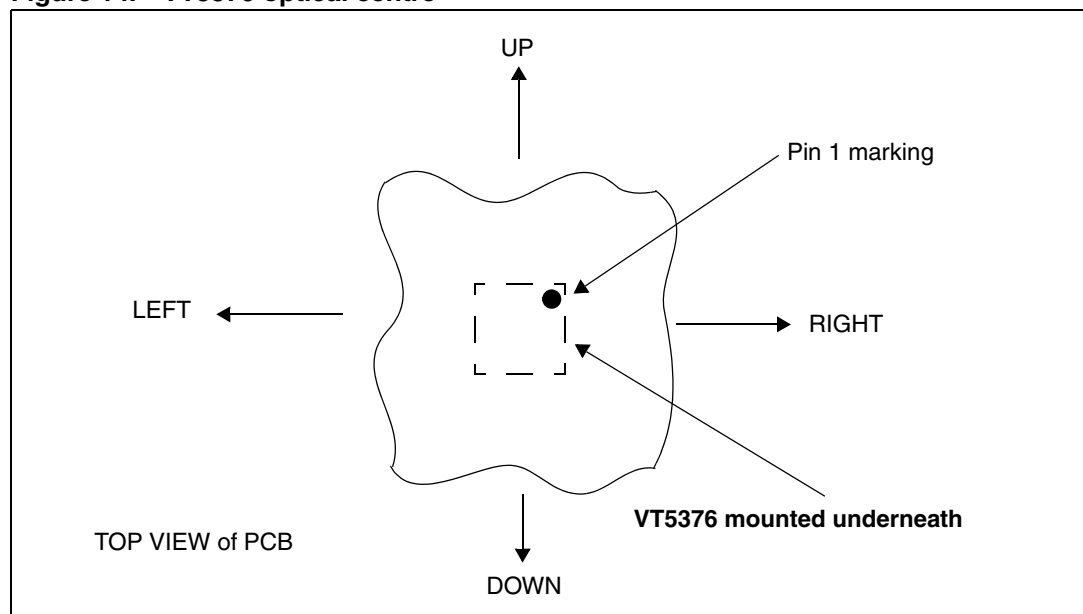 UP
Pin 1 marking
LEFT
RIGHT
VT5376 mounted underneath
TOP VIEW of PCB
DOWN